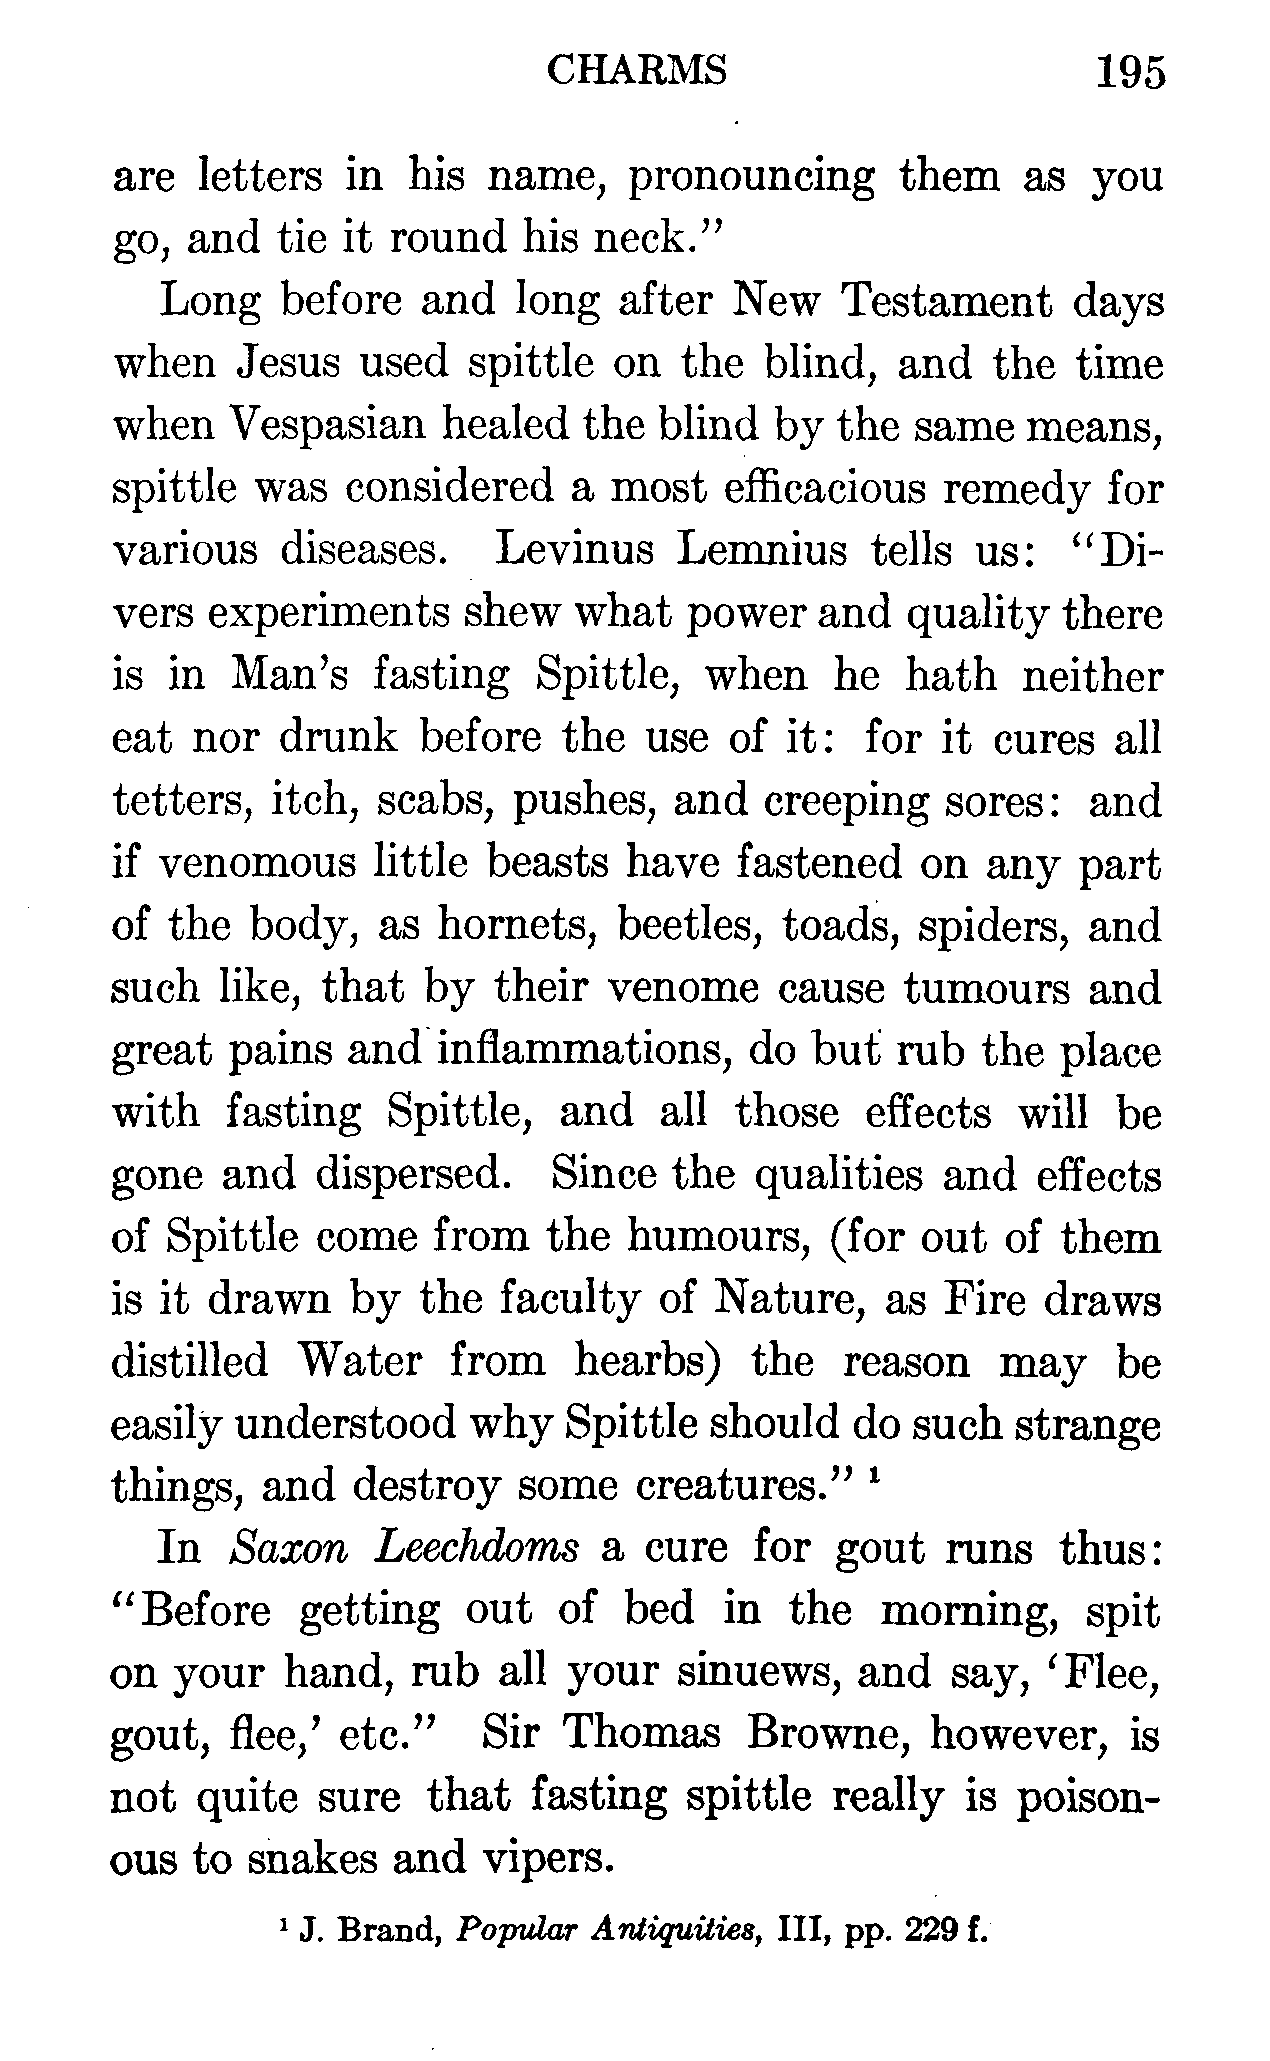 CHARMS 195
are letters in his name, pronouncing them as you
go, and tie it round his neck."
Long before and long after New Testament days
when Jesus used spittle on the blind, and the time
when Vespasian healed the blind by the same means,
spittle was considered a most efficacious remedy for
various diseases. Levinus Lemnius tells us: "Di-
vers experiments shew what power and quality there
is in Man's fasting Spittle, when he hath neither
eat nor drunk before the use of it: for it cures all
tetters, itch, scabs, pushes, and creeping sores: and
if venomous little beasts have fastened on any part
of the body, as hornets, beetles, toads, spiders, and
such like, that by their venome cause tumours and
great pains and inflammations, do but rub the place
with fasting Spittle, and all those effects will be
gone and dispersed. Since the qualities and effects
of Spittle come from the humours, (for out of them
is it drawn by the faculty of Nature, as Fire draws
distilled Water from hearbs) the reason may be
easily understood why Spittle should do such strange
things, and destroy some creatures." ¹
In Saxon Leechdoms a cure for gout runs thus:
"Before getting out of bed in the morning, spit
on your hand, rub all your sinuews, and say, 'Flee,
gout, flee,' etc." Sir Thomas Browne, however, is
not quite sure that fasting spittle really is poison-
ous to snakes and vipers.
¹ J. Brand, Popular Antiquities, III, pp. 229 f.